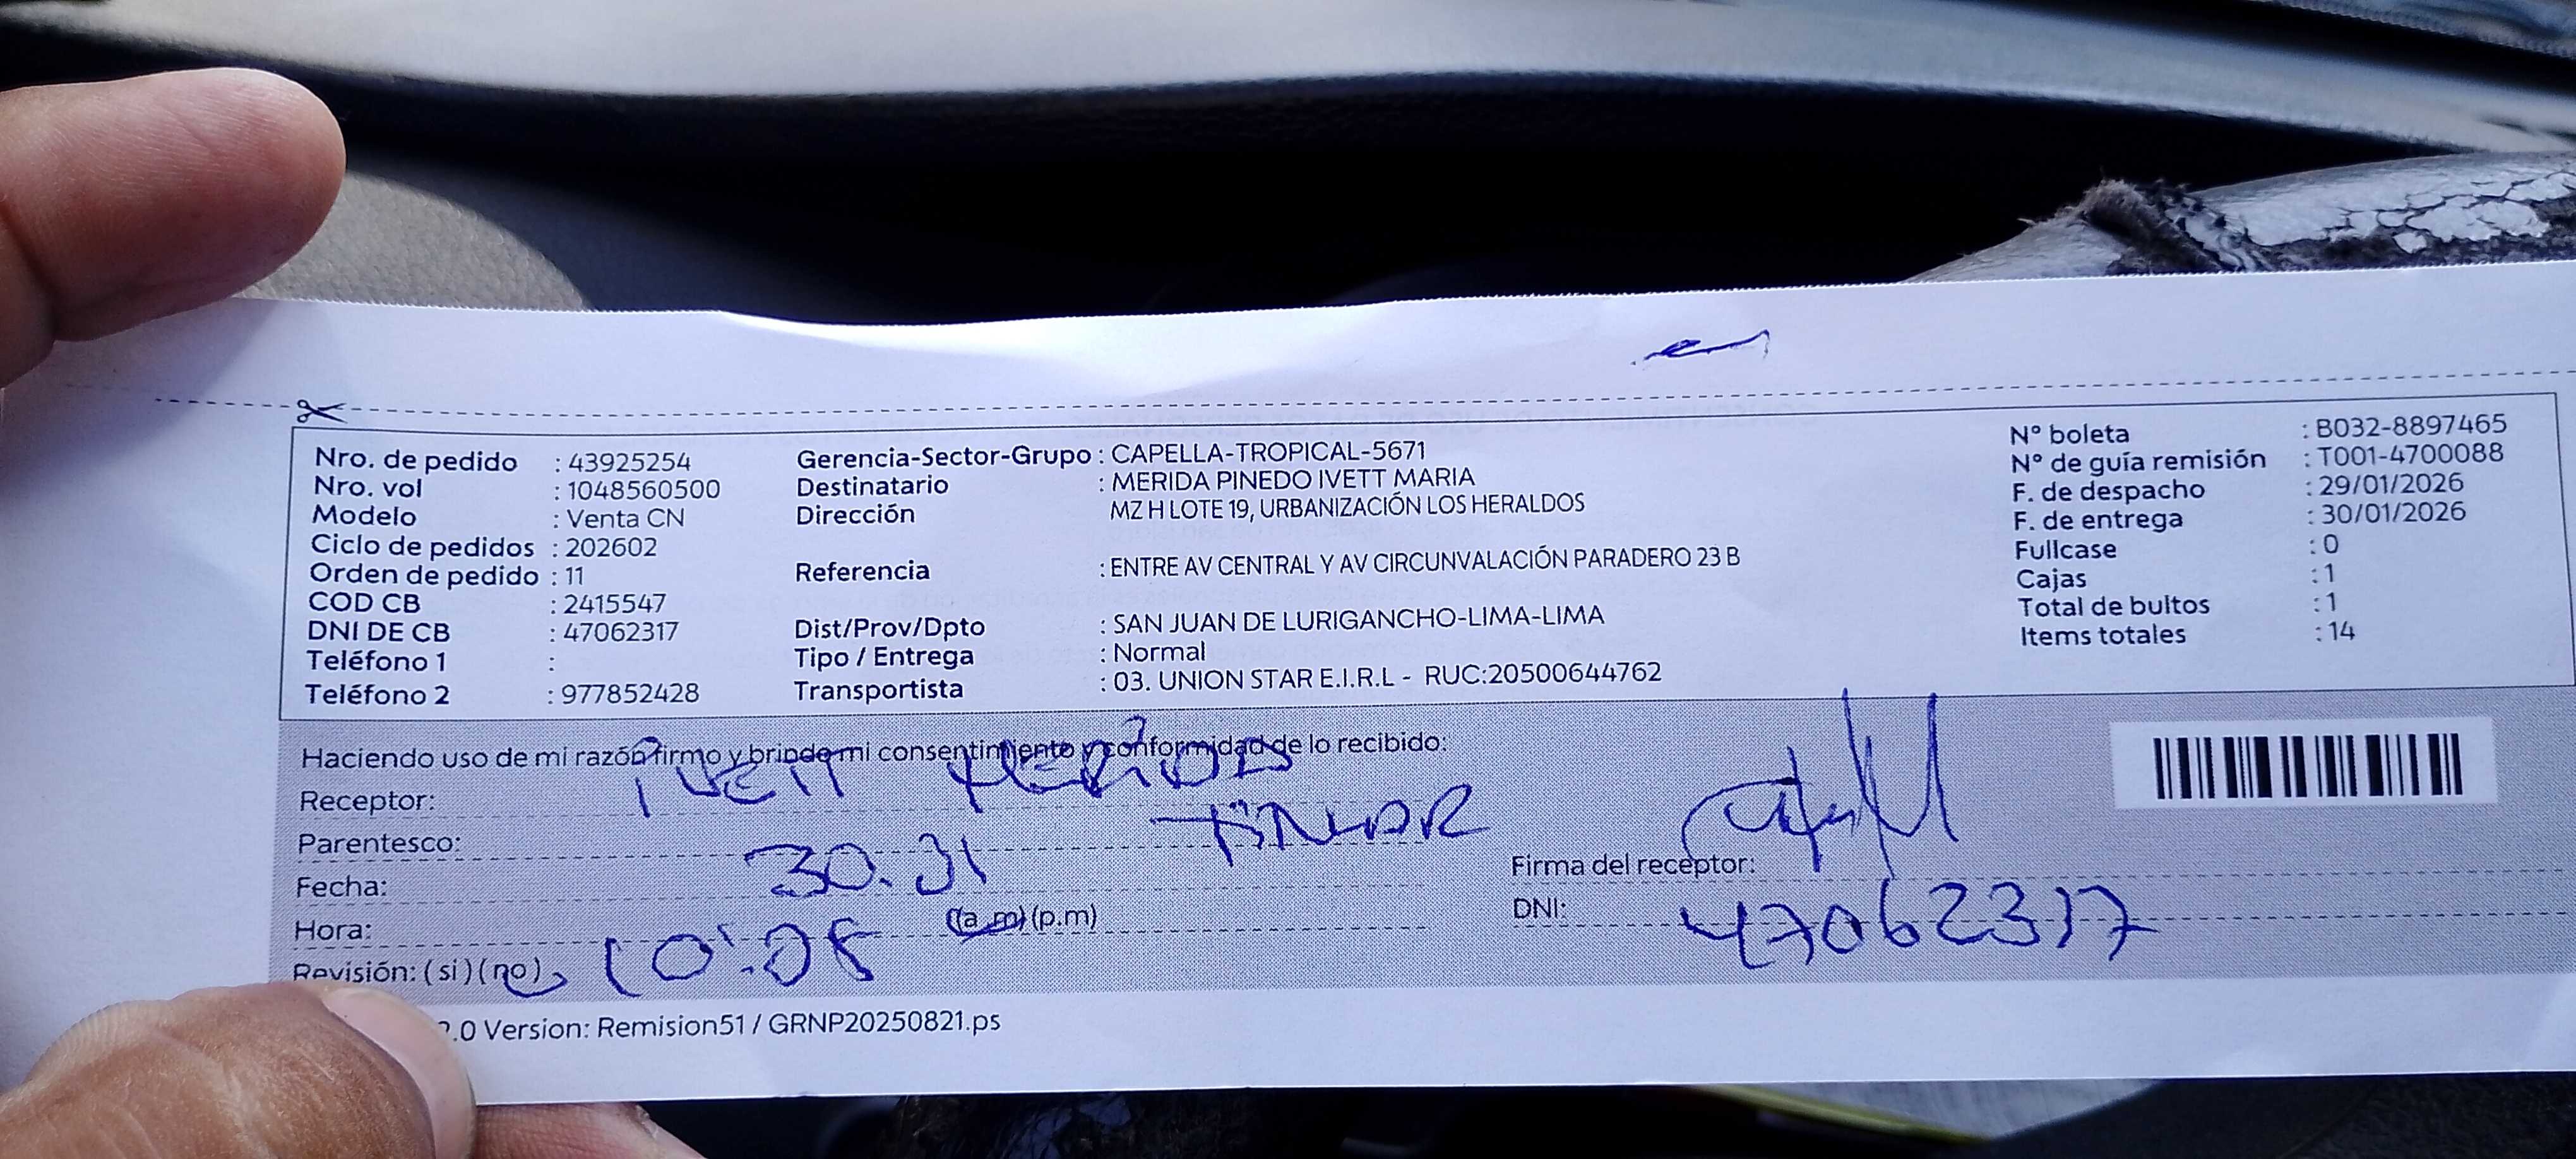 Nro. de pedido : 43925254
Nro. vol : 1048560500
Modelo : Venta CN
Ciclo de pedidos : 202602
Orden de pedido : 11
COD CB : 2415547
DNI DE CB : 47062317
Teléfono 1 :
Teléfono 2 : 977852428
Gerencia-Sector-Grupo : CAPELLA-TROPICAL-5671
Destinatario : MERIDA PINEDO IVETT MARIA
Dirección MZ H LOTE 19, URBANIZACIÓN LOS HERALDOS
Referencia : ENTRE AV CENTRAL Y AV CIRCUNVALACIÓN PARADERO 23 B
Dist/Prov/Dpto : SAN JUAN DE LURIGANCHO-LIMA-LIMA
Tipo / Entrega : Normal
Transportista : 03. UNION STAR E.I.R.L - RUC:20500644762
N° boleta : B032-8897465
N° de guía remisión : T001-4700088
F. de despacho : 29/01/2026
F. de entrega : 30/01/2026
Fullcase : 0
Cajas : 1
Total de bultos : 1
Items totales : 14
Haciendo uso de mi razón firmo y brindo mi consentimiento y conformidad de lo recibido:
Receptor: IVETT
Parentesco:
Fecha: 30.
Hora: (a.m)(p.m)
Revisión: (si)(no)
Firma del receptor:
DNI: 47062317
2.0 Version: Remision51 / GRNP20250821.ps